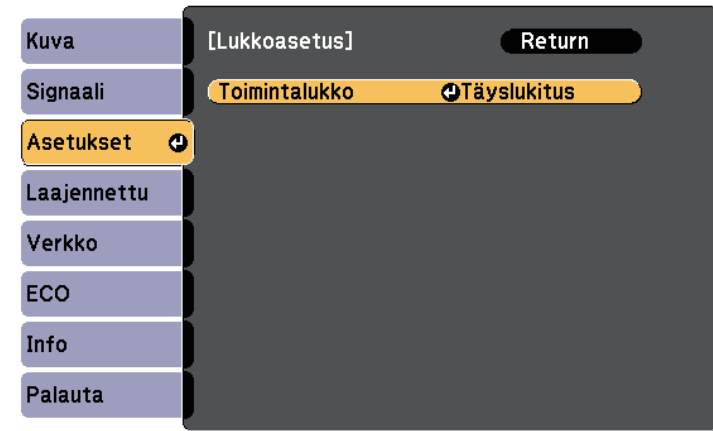 Kuva
Signaali
Asetukset
Laajennettu
Verkko
ECO
Info
Palauta
[Lukkoasetus] Return
Toimintalukko Täyslukitus